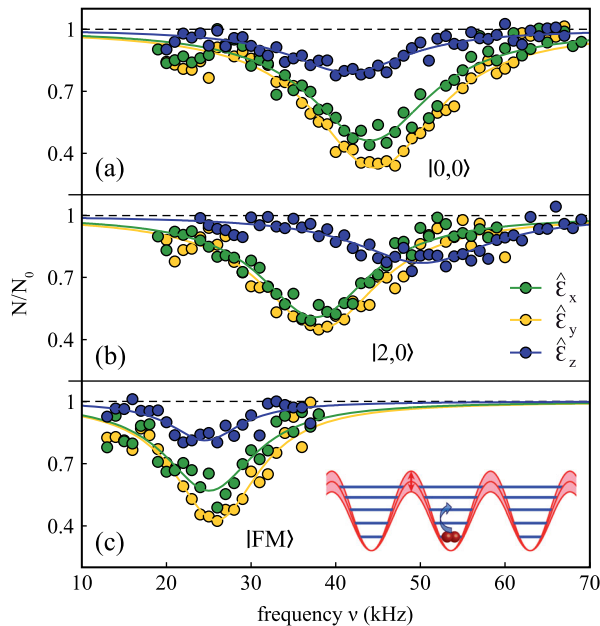 1
0.7
0.4
(a)
|0,0⟩
1
0.7
0.4
(b)
|2,0⟩
ε̂x
ε̂y
ε̂z
N/N₀
1
0.7
0.4
(c)
|FM⟩
10 20 30 40 50 60 70
frequency ν (kHz)